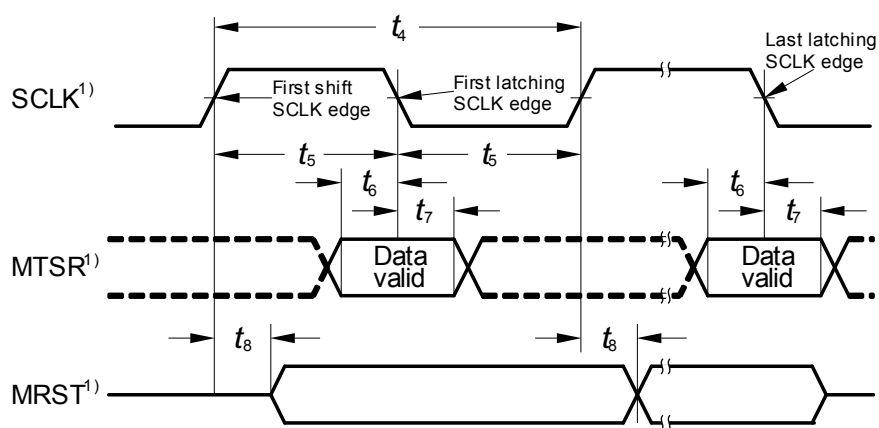 t4
SCLK1)
First shift
SCLK edge
First latching
SCLK edge
Last latching
SCLK edge
t5
t5
t6
t7
t6
t7
MTSR1)
Data
valid
Data
valid
t8
t8
MRST1)